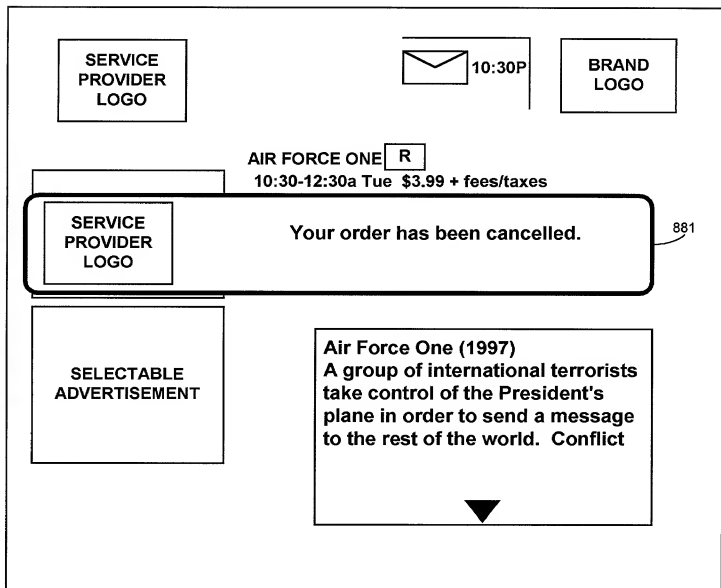 SERVICE
PROVIDER
LOGO
10:30P
BRAND
LOGO
AIR FORCE ONE R
10:30-12:30a Tue $3.99 + fees/taxes
SERVICE
PROVIDER
LOGO
Your order has been cancelled.
881
SELECTABLE
ADVERTISEMENT
Air Force One (1997)
A group of international terrorists
take control of the President's
plane in order to send a message
to the rest of the world. Conflict